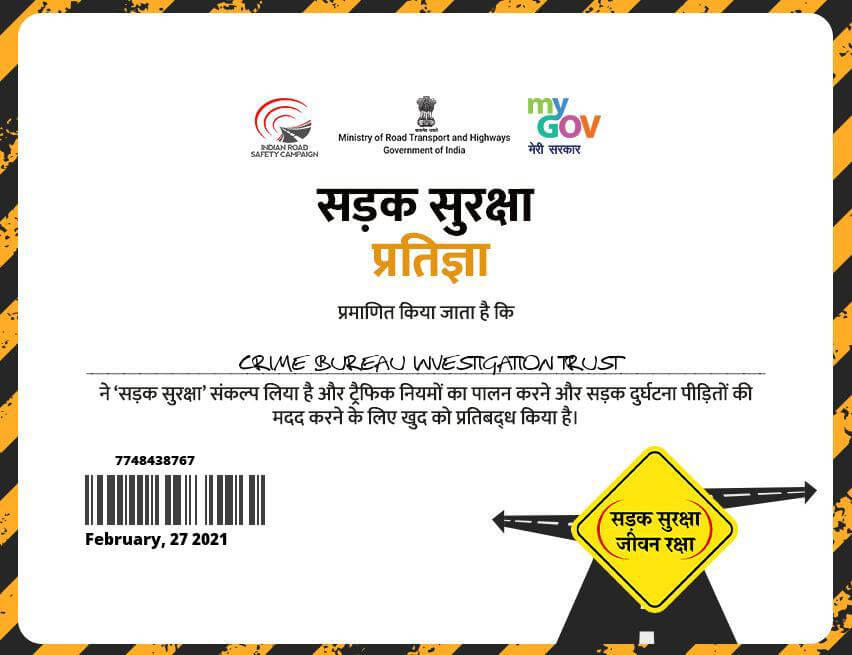 INDIAN ROAD
SAFETY CAMPAIGN
सत्यमेव जयते
Ministry of Road Transport and Highways
Government of India
my
GOV
मेरी सरकार
सड़क सुरक्षा
प्रतिज्ञा
प्रमाणित किया जाता है कि
CRIME BUREAU INVESTIGATION TRUST
ने ‘सड़क सुरक्षा’ संकल्प लिया है और ट्रैफिक नियमों का पालन करने और सड़क दुर्घटना पीड़ितों की
मदद करने के लिए खुद को प्रतिबद्ध किया है।
7748438767
February, 27 2021
सड़क सुरक्षा
जीवन रक्षा